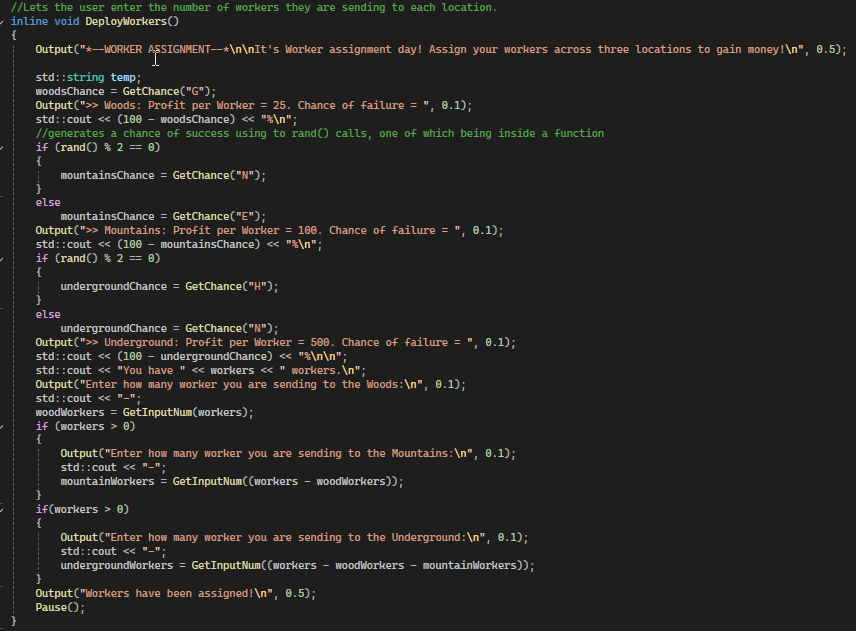 //Lets the user enter the number of workers they are sending to each location.
inline void DeployWorkers()
{
    Output("*--WORKER ASSIGNMENT--*\n\nIt's Worker assignment day! Assign your workers across three locations to gain money!\n", 0.5);
    std::string temp;
    woodsChance = GetChance("G");
    Output(">> Woods: Profit per Worker = 25. Chance of failure = ", 0.1);
    std::cout << (100 - woodsChance) << "%\n";
    //generates a chance of success using to rand() calls, one of which being inside a function
    if (rand() % 2 == 0)
    {
        mountainsChance = GetChance("N");
    }
    else
        mountainsChance = GetChance("E");
    Output(">> Mountains: Profit per Worker = 100. Chance of failure = ", 0.1);
    std::cout << (100 - mountainsChance) << "%\n";
    if (rand() % 2 == 0)
    {
        undergroundChance = GetChance("H");
    }
    else
        undergroundChance = GetChance("N");
    Output(">> Underground: Profit per Worker = 500. Chance of failure = ", 0.1);
    std::cout << (100 - undergroundChance) << "%\n\n";
    std::cout << "You have " << workers << " workers.\n";
    Output("Enter how many worker you are sending to the Woods:\n", 0.1);
    std::cout << "-";
    woodWorkers = GetInputNum(workers);
    if (workers > 0)
    {
        Output("Enter how many worker you are sending to the Mountains:\n", 0.1);
        std::cout << "-";
        mountainWorkers = GetInputNum((workers - woodWorkers));
    }
    if(workers > 0)
    {
        Output("Enter how many worker you are sending to the Underground:\n", 0.1);
        std::cout << "-";
        undergroundWorkers = GetInputNum((workers - woodWorkers - mountainWorkers));
    }
    Output("Workers have been assigned!\n", 0.5);
    Pause();
}